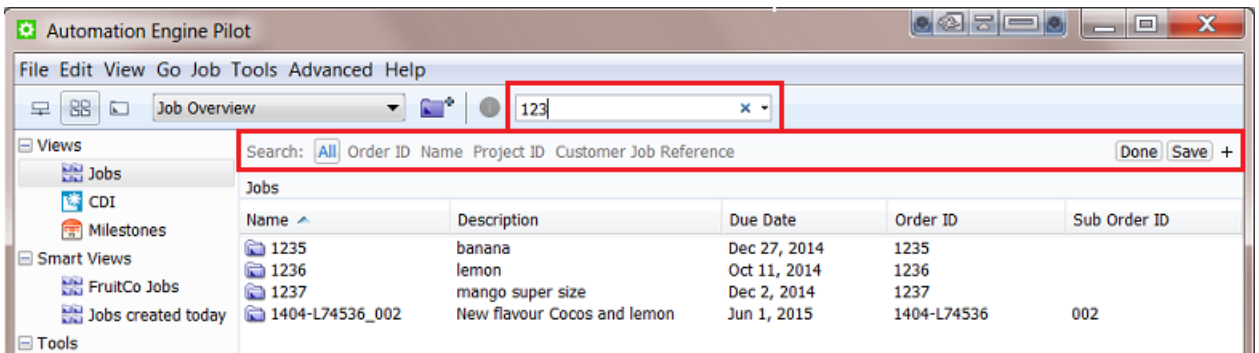 Automation Engine Pilot
File Edit View Go Job Tools Advanced Help
Job Overview 123
Views
Jobs
CDI
Milestones
Smart Views
FruitCo Jobs
Jobs created today
Tools
Search: All Order ID Name Project ID Customer Job Reference Done Save +
Jobs
Name Description Due Date Order ID Sub Order ID
1235 banana Dec 27, 2014 1235
1236 lemon Oct 11, 2014 1236
1237 mango super size Dec 2, 2014 1237
1404-L74536_002 New flavour Cocos and lemon Jun 1, 2015 1404-L74536 002